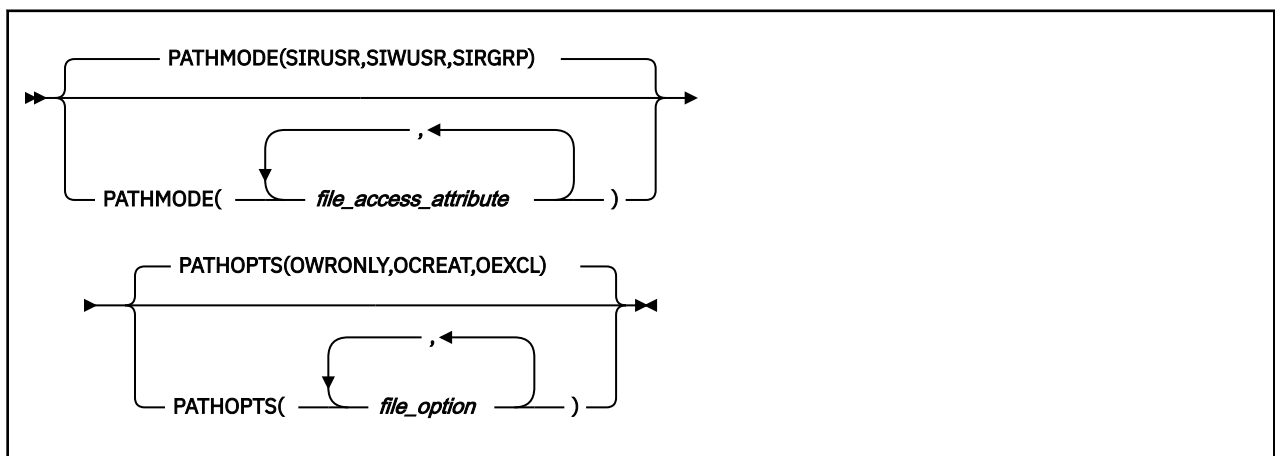 PATHMODE(SIRUSR,SIWUSR,SIRGRP)
,
PATHMODE( file_access_attribute )
PATHOPTS(OWRONLY,OCREAT,OEXCL)
,
PATHOPTS( file_option )